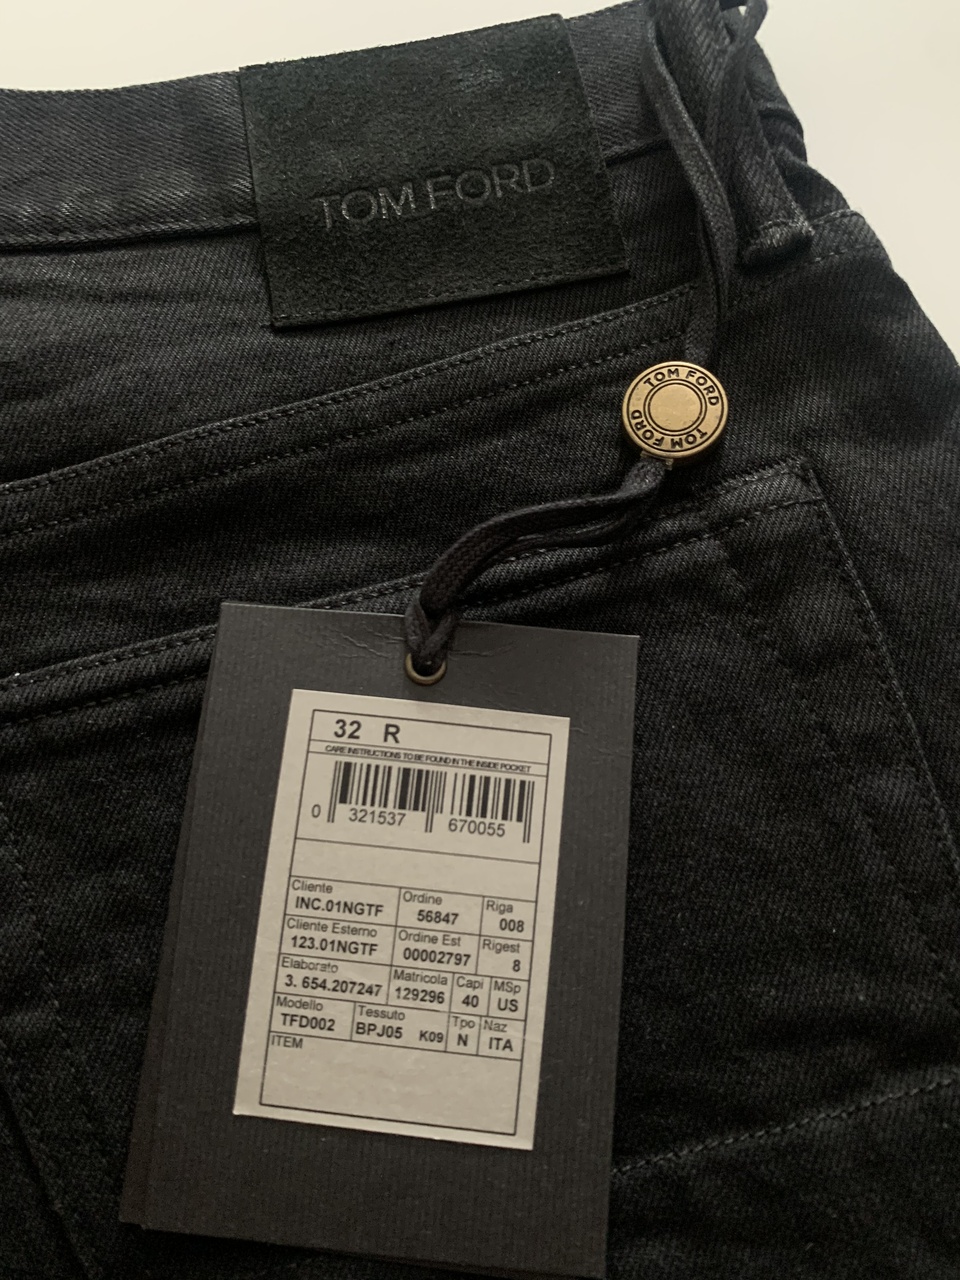 TOM FORD
TOM FORD
TOM FORD
32 R
CARE INSTRUCTIONS TO BE FOUND IN THE INSIDE POCKET
0 321537 670055
Cliente Ordine Riga
INC.01NGTF 56847 008
Cliente Esterno Ordine Est Rigest
123.01NGTF 00002797 8
Elaborato Matricola Capi MSp
3. 654.207247 129296 40 US
Modello Tessuto Tpo Naz
TFD002 BPJ05 K09 N ITA
ITEM